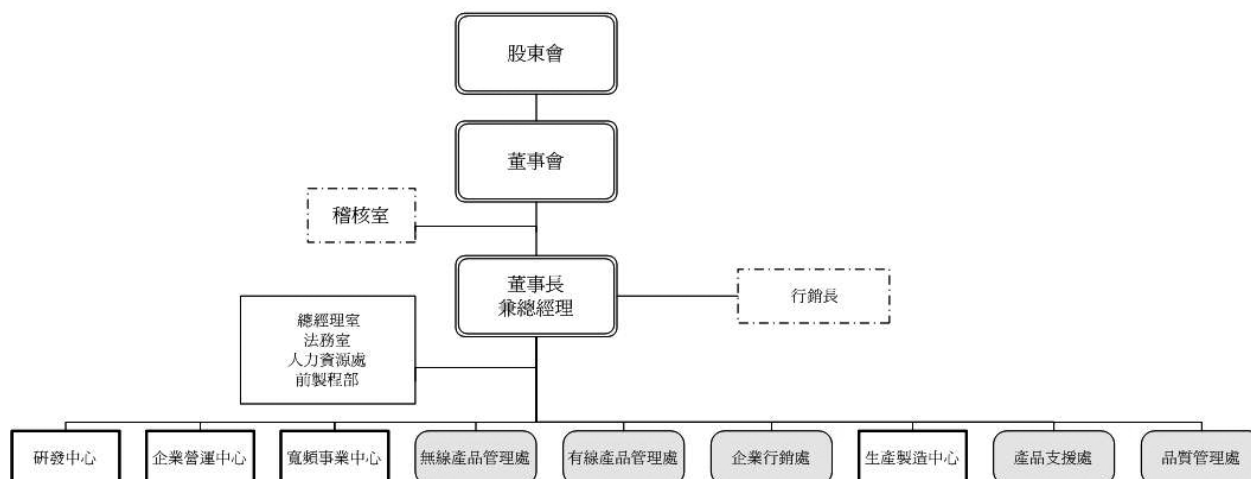 股東會
董事會
稽核室
董事長
兼總經理
行銷長
總經理室
法務室
人力資源處
前製程部
研發中心
企業營運中心
寬頻事業中心
無線產品管理處
有線產品管理處
企業行銷處
生產製造中心
產品支援處
品質管理處